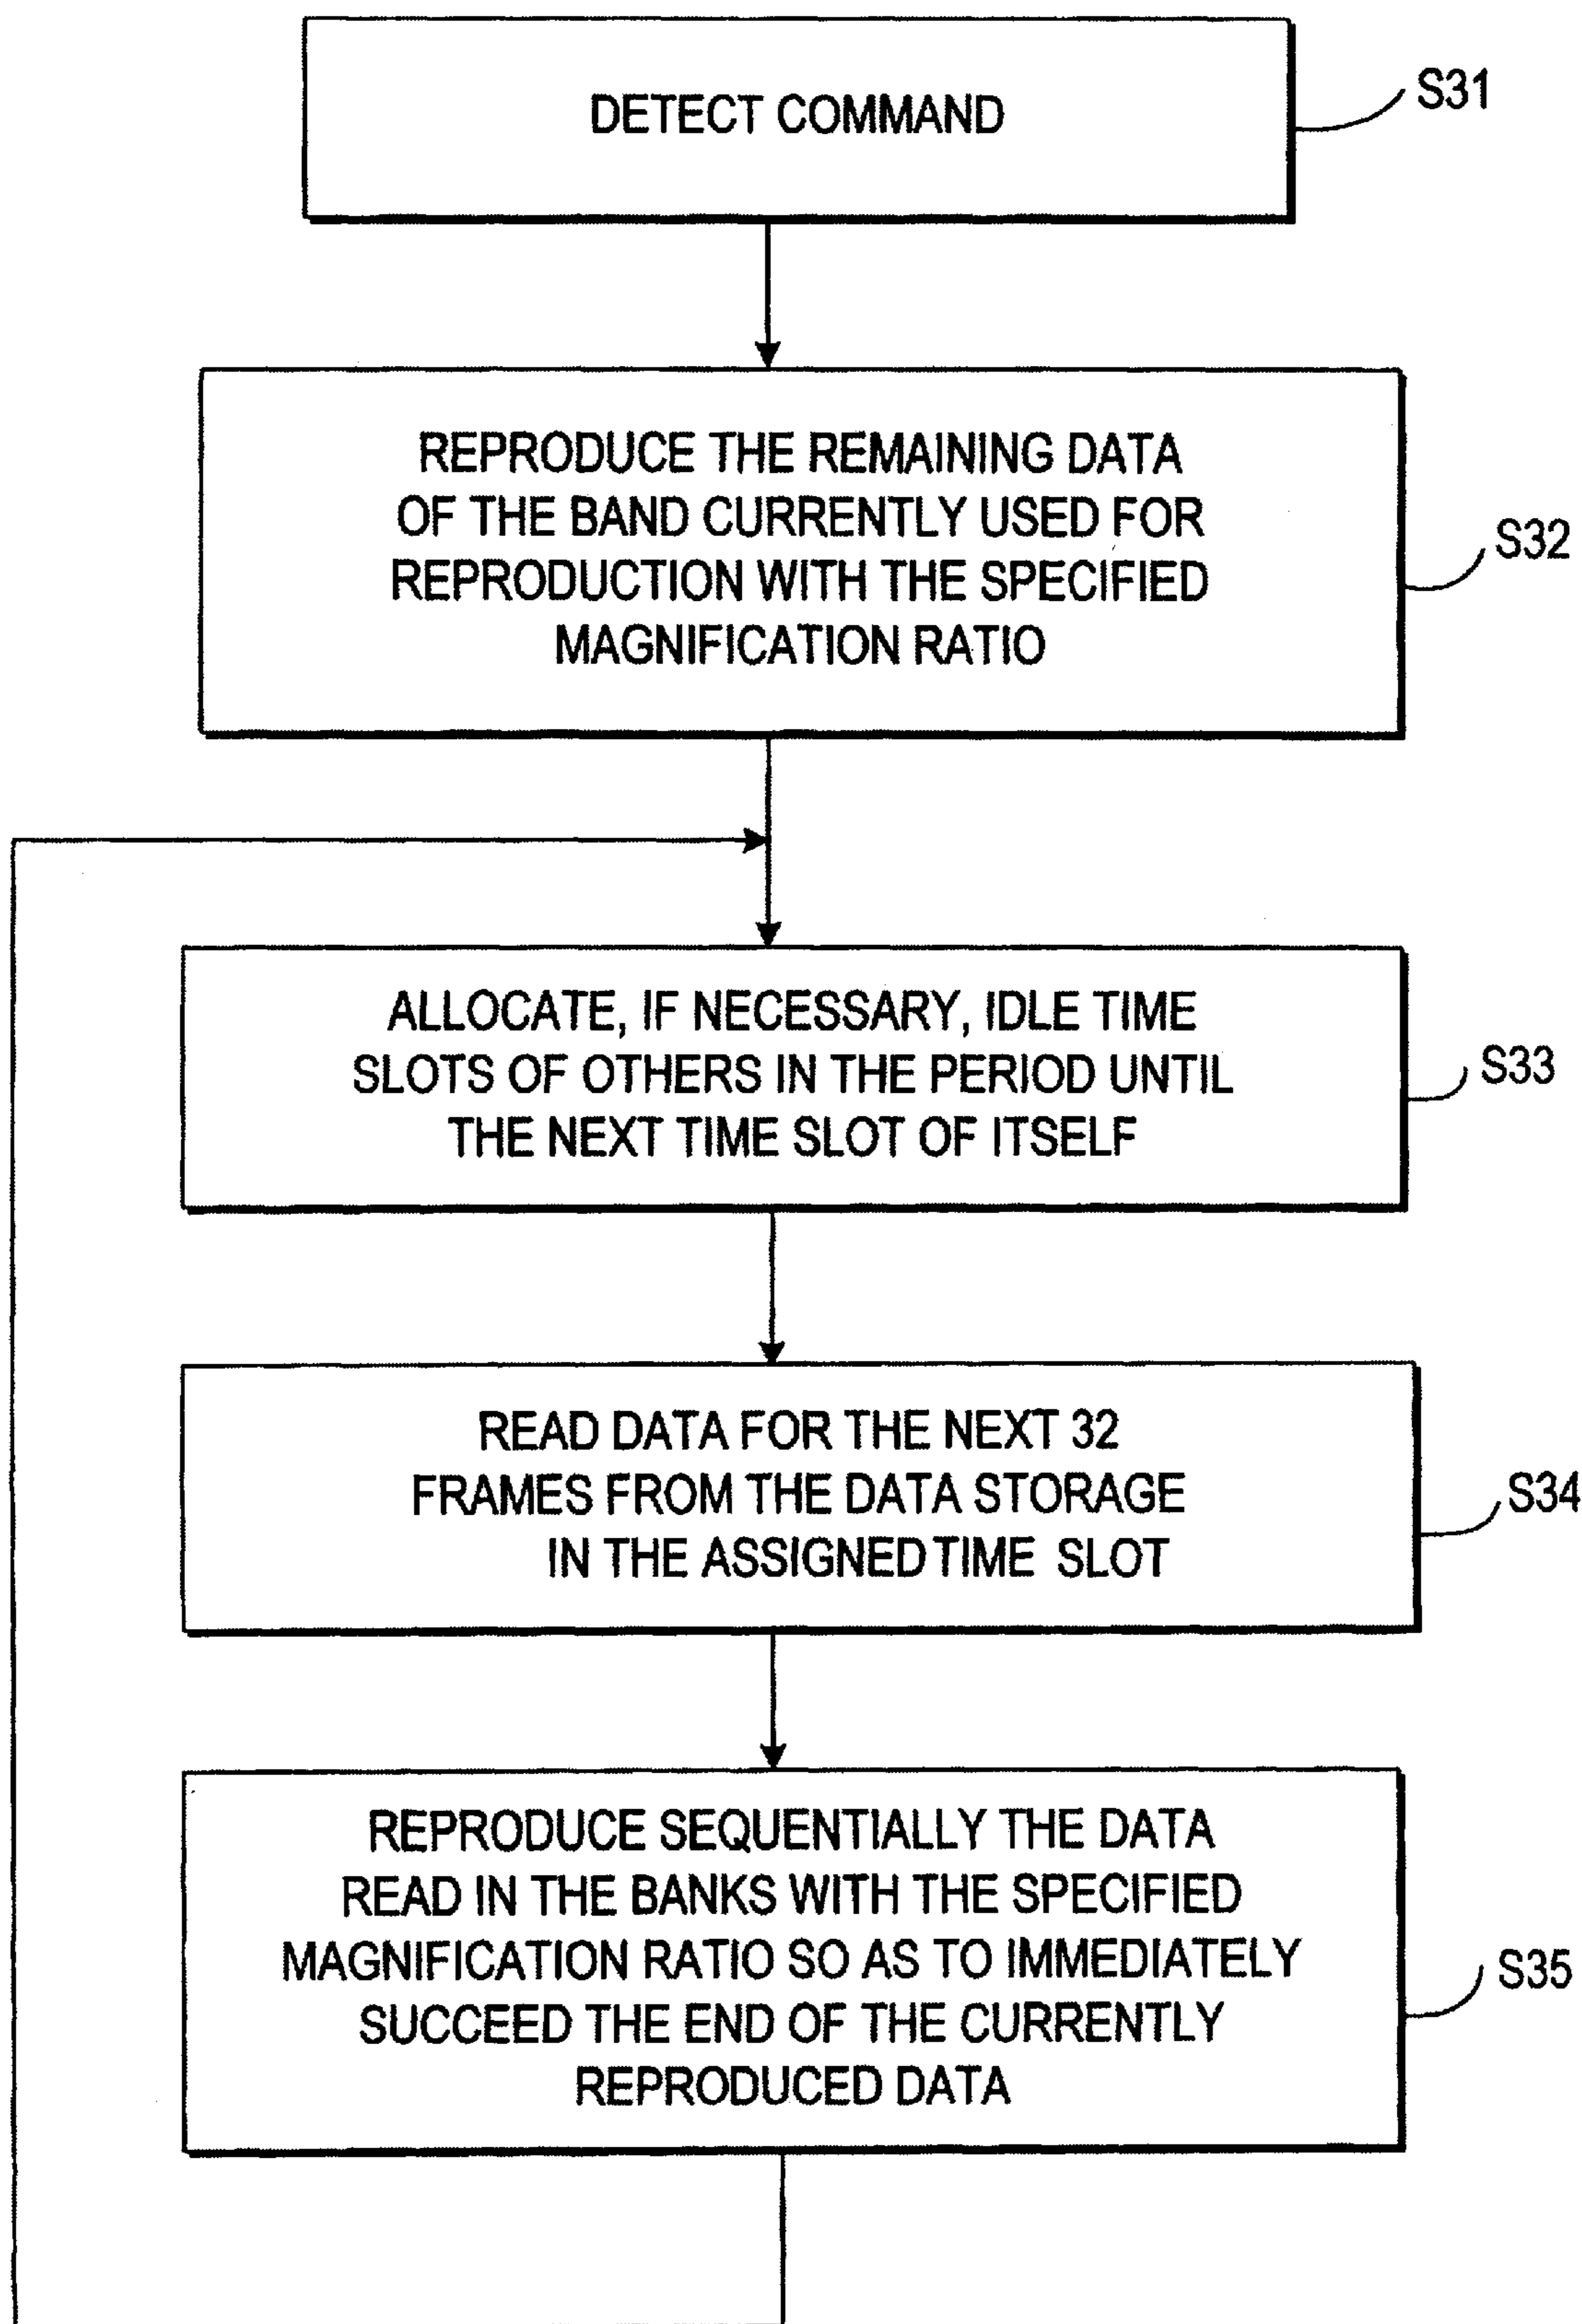 DETECT COMMAND
S31
REPRODUCE THE REMAINING DATA
OF THE BAND CURRENTLY USED FOR
REPRODUCTION WITH THE SPECIFIED
MAGNIFICATION RATIO
S32
ALLOCATE, IF NECESSARY, IDLE TIME
SLOTS OF OTHERS IN THE PERIOD UNTIL
THE NEXT TIME SLOT OF ITSELF
S33
READ DATA FOR THE NEXT 32
FRAMES FROM THE DATA STORAGE
IN THE ASSIGNED TIME SLOT
S34
REPRODUCE SEQUENTIALLY THE DATA
READ IN THE BANKS WITH THE SPECIFIED
MAGNIFICATION RATIO SO AS TO IMMEDIATELY
SUCCEED THE END OF THE CURRENTLY
REPRODUCED DATA
S35